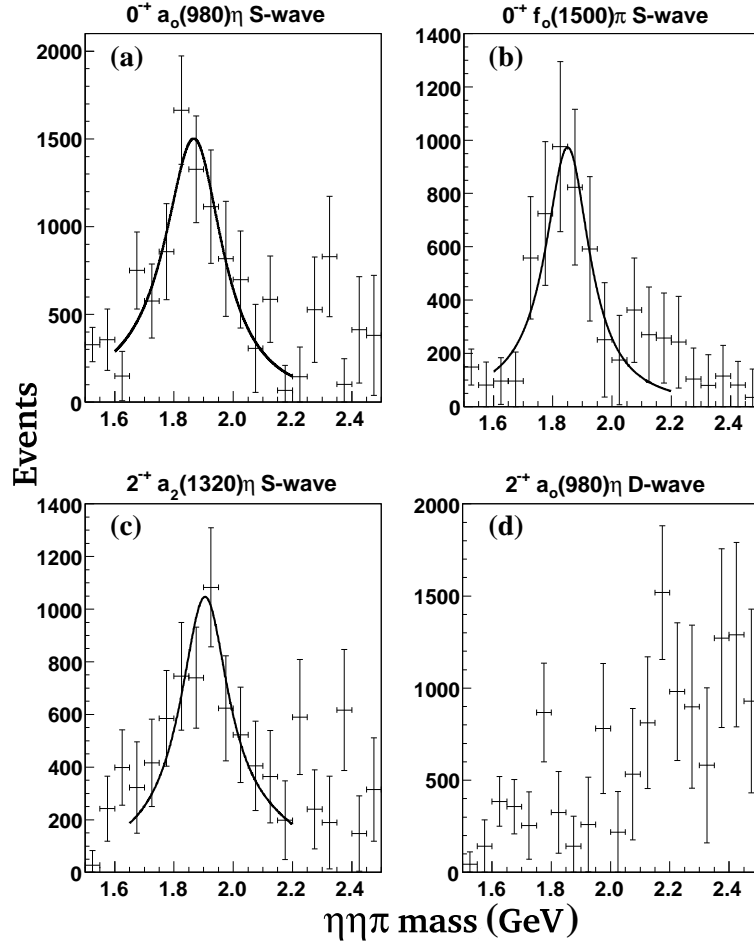 0⁻⁺ aₒ(980)η S-wave
(a)
2000
1500
1000
500
0
1.6 1.8 2.0 2.2 2.4
0⁻⁺ fₒ(1500)π S-wave
(b)
1400
1200
1000
800
600
400
200
0
1.6 1.8 2.0 2.2 2.4
Events
2⁻⁺ a₂(1320)η S-wave
(c)
1400
1200
1000
800
600
400
200
0
1.6 1.8 2.0 2.2 2.4
2⁻⁺ aₒ(980)η D-wave
(d)
2000
1500
1000
500
0
1.6 1.8 2.0 2.2 2.4
ηηπ mass (GeV)